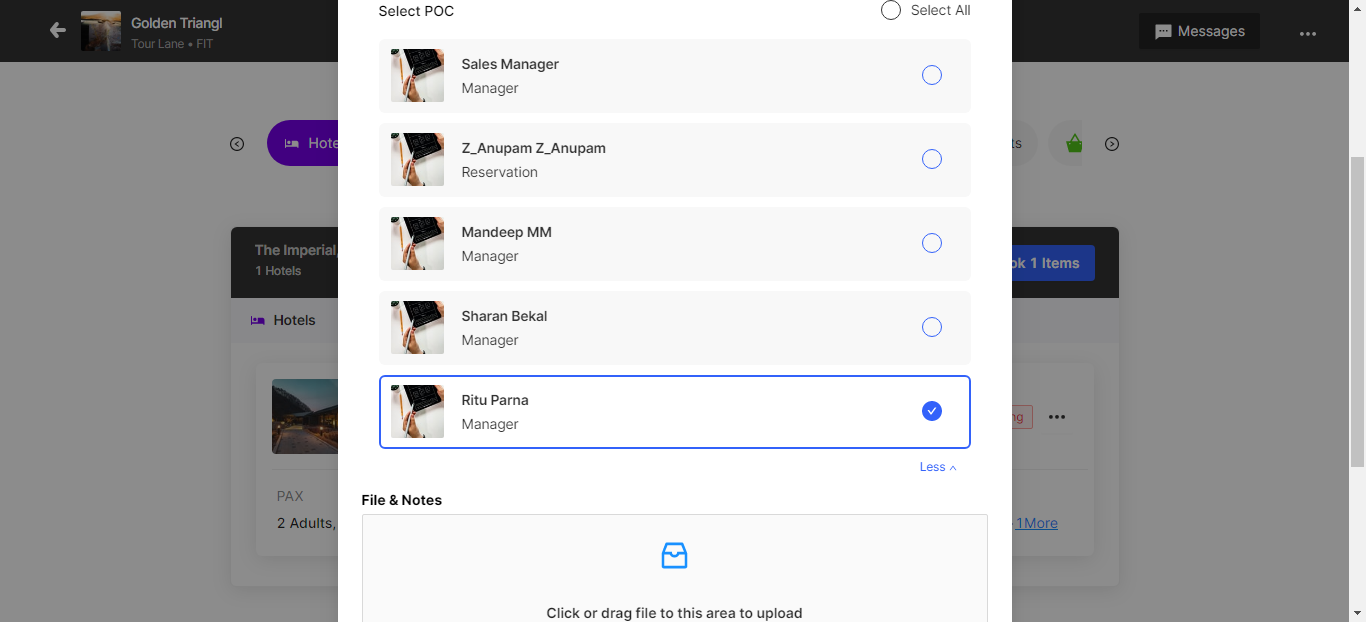 Golden Triangl
Tour Lane • FIT
Messages
Select POC
Select All
Sales Manager
Manager
Z_Anupam Z_Anupam
Reservation
Mandeep MM
Manager
Sharan Bekal
Manager
Ritu Parna
Manager
Less
File & Notes
Click or drag file to this area to upload
Hote
ts
The Imperial,
1 Hotels
ok 1 Items
Hotels
ng
PAX
2 Adults,
1More